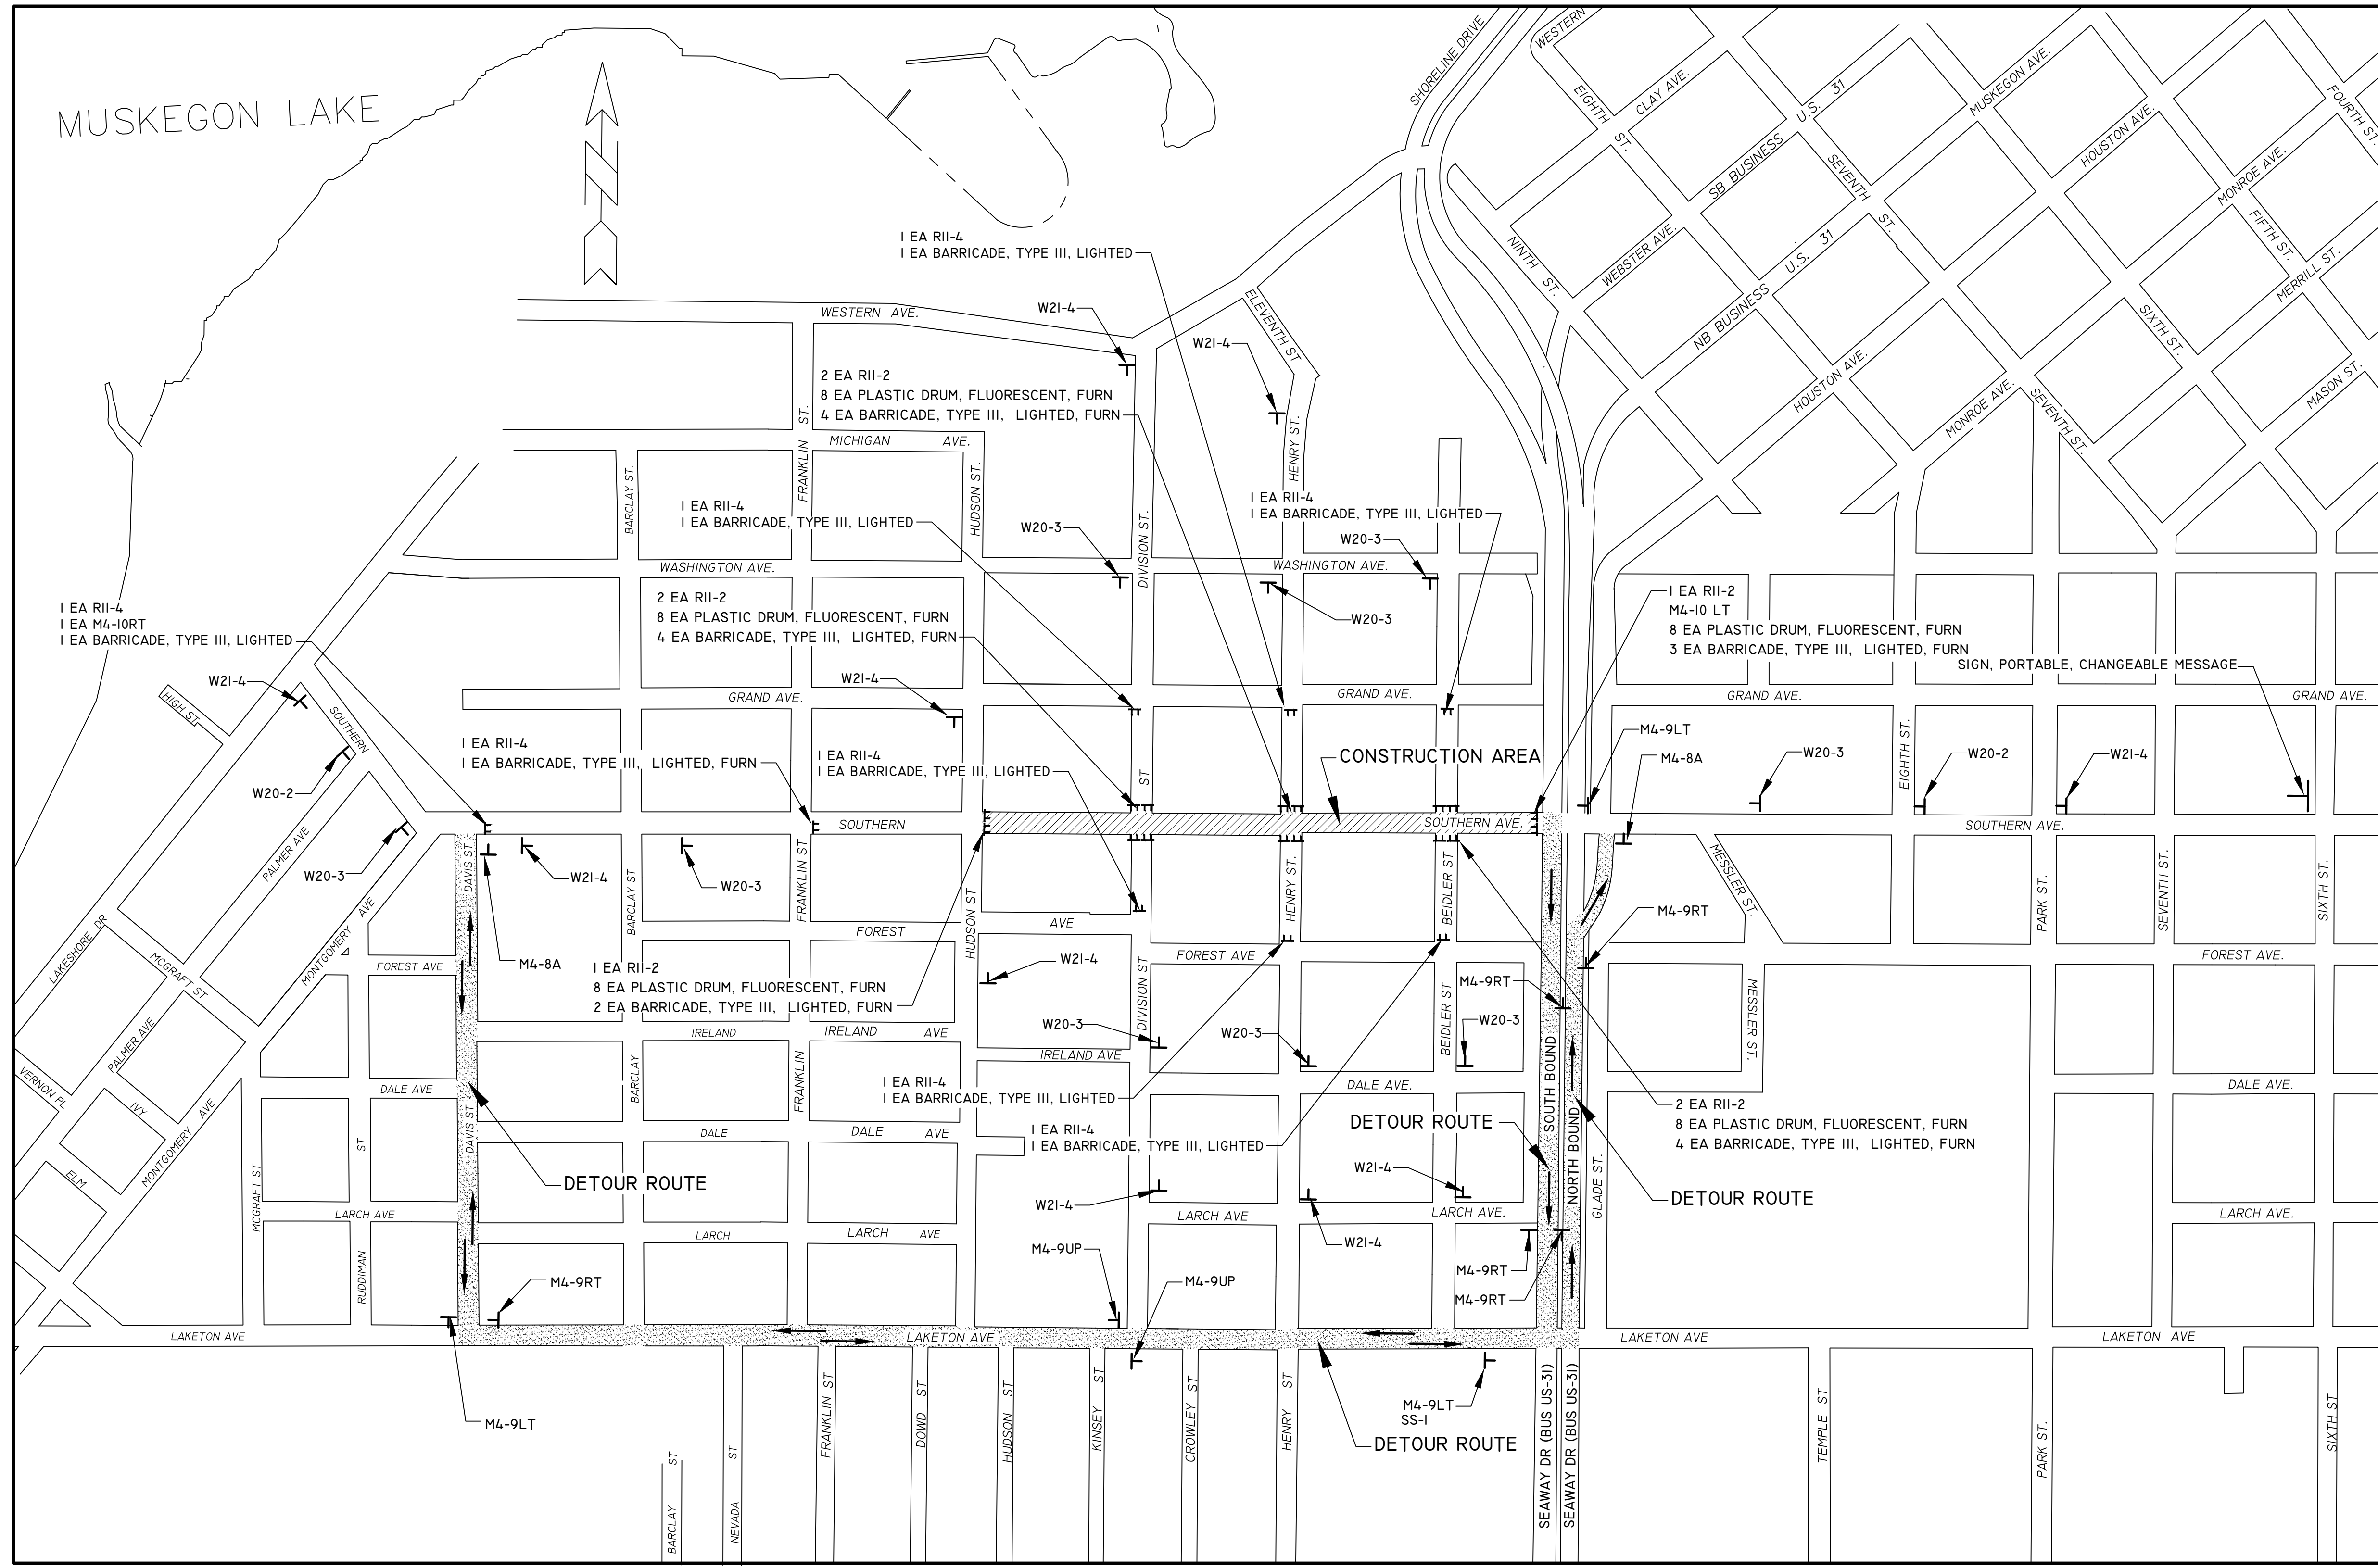 WESTERN
SHORELINE DRIVE
MUSKEGON LAKE
EIGHTH ST.
CLAY AVE.
SB BUSINESS U.S. 31
MUSKEGON AVE.
HOUSTON AVE.
FOURTH ST.
SEVENTH ST.
MONROE AVE.
NINTH ST.
WEBSTER AVE.
NB BUSINESS U.S. 31
FIFTH ST.
MERRILL ST.
1 EA R11-4
1 EA BARRICADE, TYPE III, LIGHTED
W21-4
ELEVENTH ST
WESTERN AVE.
W21-4
SIXTH ST.
HOUSTON AVE.
MONROE AVE.
SEVENTH ST.
MASON ST.
2 EA R11-2
8 EA PLASTIC DRUM, FLUORESCENT, FURN
4 EA BARRICADE, TYPE III, LIGHTED, FURN
MICHIGAN AVE.
BARCLAY ST.
FRANKLIN ST.
HUDSON ST.
DIVISION ST.
HENRY ST.
1 EA R11-4
1 EA BARRICADE, TYPE III, LIGHTED
W20-3
1 EA R11-4
1 EA BARRICADE, TYPE III, LIGHTED
W20-3
WASHINGTON AVE.
WASHINGTON AVE.
W20-3
1 EA R11-4
1 EA M4-10RT
1 EA BARRICADE, TYPE III, LIGHTED
2 EA R11-2
8 EA PLASTIC DRUM, FLUORESCENT, FURN
4 EA BARRICADE, TYPE III, LIGHTED, FURN
1 EA R11-2
M4-10 LT
8 EA PLASTIC DRUM, FLUORESCENT, FURN
3 EA BARRICADE, TYPE III, LIGHTED, FURN
SIGN, PORTABLE, CHANGEABLE MESSAGE
W21-4
HIGH ST.
SOUTHERN
W21-4
GRAND AVE.
GRAND AVE.
GRAND AVE.
GRAND AVE.
W20-2
1 EA R11-4
1 EA BARRICADE, TYPE III, LIGHTED, FURN
1 EA R11-4
1 EA BARRICADE, TYPE III, LIGHTED
ST
CONSTRUCTION AREA
M4-9LT
M4-8A
W20-3
EIGHTH ST.
W20-2
W21-4
SOUTHERN
SOUTHERN AVE.
SOUTHERN AVE.
PALMER AVE
W20-3
DAVIS ST.
W21-4
W20-3
BARCLAY ST
FRANKLIN ST
HUDSON ST
HENRY ST.
BEIDLER ST
MESSLER ST.
PARK ST.
SEVENTH ST.
SIXTH ST.
M4-9RT
LAKESHORE DR
MCGRAFT ST
MONTGOMERY AVE
FOREST AVE
FOREST AVE
FOREST AVE
FOREST AVE.
M4-8A
1 EA R11-2
8 EA PLASTIC DRUM, FLUORESCENT, FURN
2 EA BARRICADE, TYPE III, LIGHTED, FURN
W21-4
DIVISION ST
M4-9RT
W20-3
W20-3
W20-3
BEIDLER ST
MESSLER ST.
IRELAND
IRELAND AVE
IRELAND AVE
PALMER AVE
VERNON PL
IVY
ELM
MONTGOMERY AVE
DALE AVE
DAVIS ST
BARCLAY
FRANKLIN
1 EA R11-4
1 EA BARRICADE, TYPE III, LIGHTED
DALE AVE.
DALE AVE.
1 EA R11-4
1 EA BARRICADE, TYPE III, LIGHTED
DETOUR ROUTE
SOUTH BOUND
NORTH BOUND
2 EA R11-2
8 EA PLASTIC DRUM, FLUORESCENT, FURN
4 EA BARRICADE, TYPE III, LIGHTED, FURN
DALE
DALE AVE
MCGRAFT ST
RUDDIMAN ST
DETOUR ROUTE
W21-4
W21-4
DETOUR ROUTE
GLADE ST.
LARCH AVE
LARCH
LARCH AVE
LARCH AVE
LARCH AVE.
LARCH AVE.
W21-4
M4-9UP
M4-9RT
M4-9UP
M4-9RT
M4-9RT
LAKETON AVE
LAKETON AVE
LAKETON AVE
LAKETON AVE
M4-9LT
M4-9LT
SS-1
DETOUR ROUTE
BARCLAY ST
NEVADA ST
FRANKLIN ST
DOWD ST
HUDSON ST
KINSEY ST
CROWLEY ST
HENRY ST
SEAWAY DR (BUS US-31)
SEAWAY DR (BUS US-31)
TEMPLE ST
PARK ST.
SIXTH ST